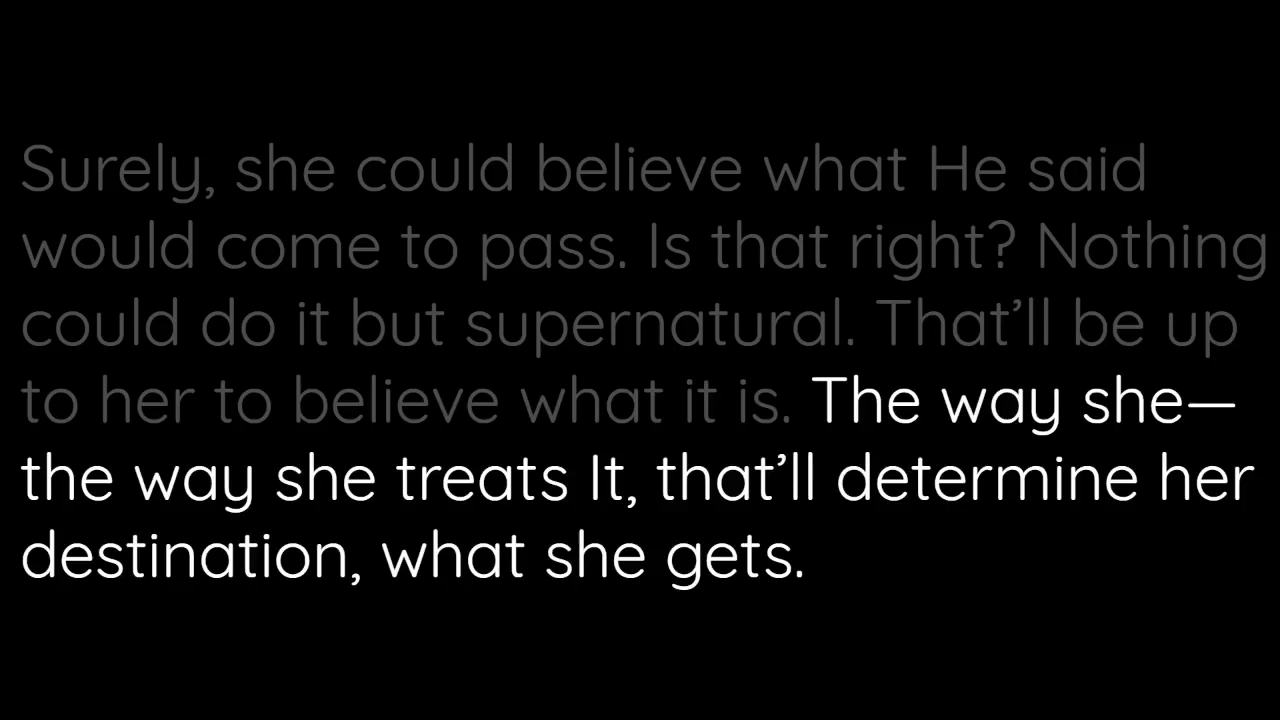 Surely, she could believe what He said
would come to pass. Is that right? Nothing
could do it but supernatural. That’ll be up
to her to believe what it is. The way she—
the way she treats It, that’ll determine her
destination, what she gets.